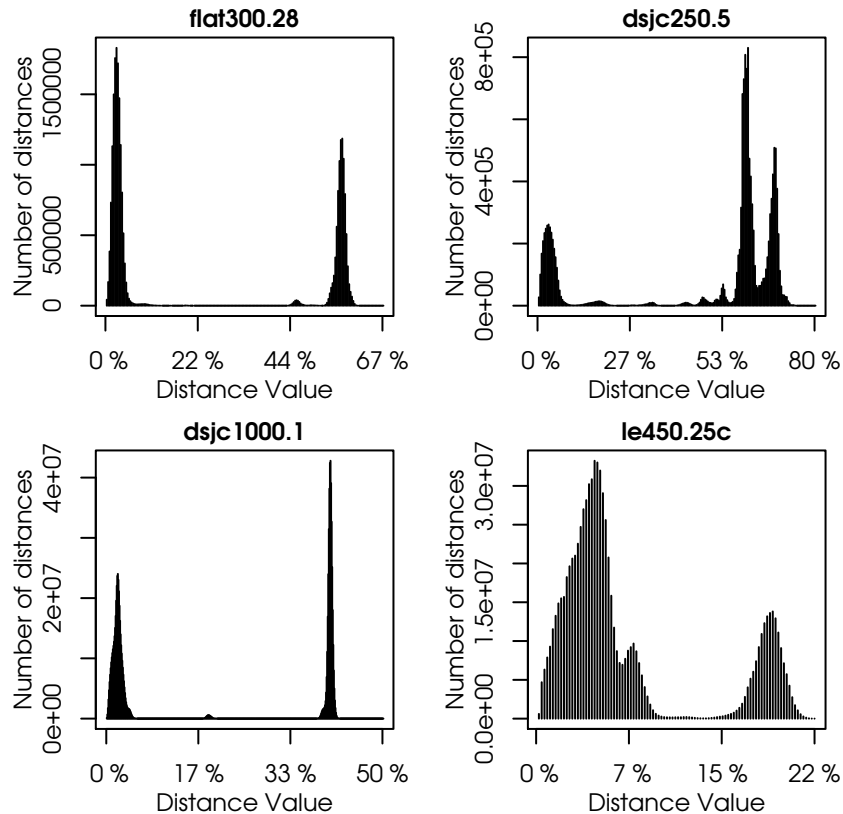 flat300.28
Number of distances
0 500000 1500000
0 % 22 % 44 % 67 %
Distance Value
dsjc250.5
Number of distances
0e+00 4e+05 8e+05
0 % 27 % 53 % 80 %
Distance Value
dsjc1000.1
Number of distances
0e+00 2e+07 4e+07
0 % 17 % 33 % 50 %
Distance Value
le450.25c
Number of distances
0.0e+00 1.5e+07 3.0e+07
0 % 7 % 15 % 22 %
Distance Value